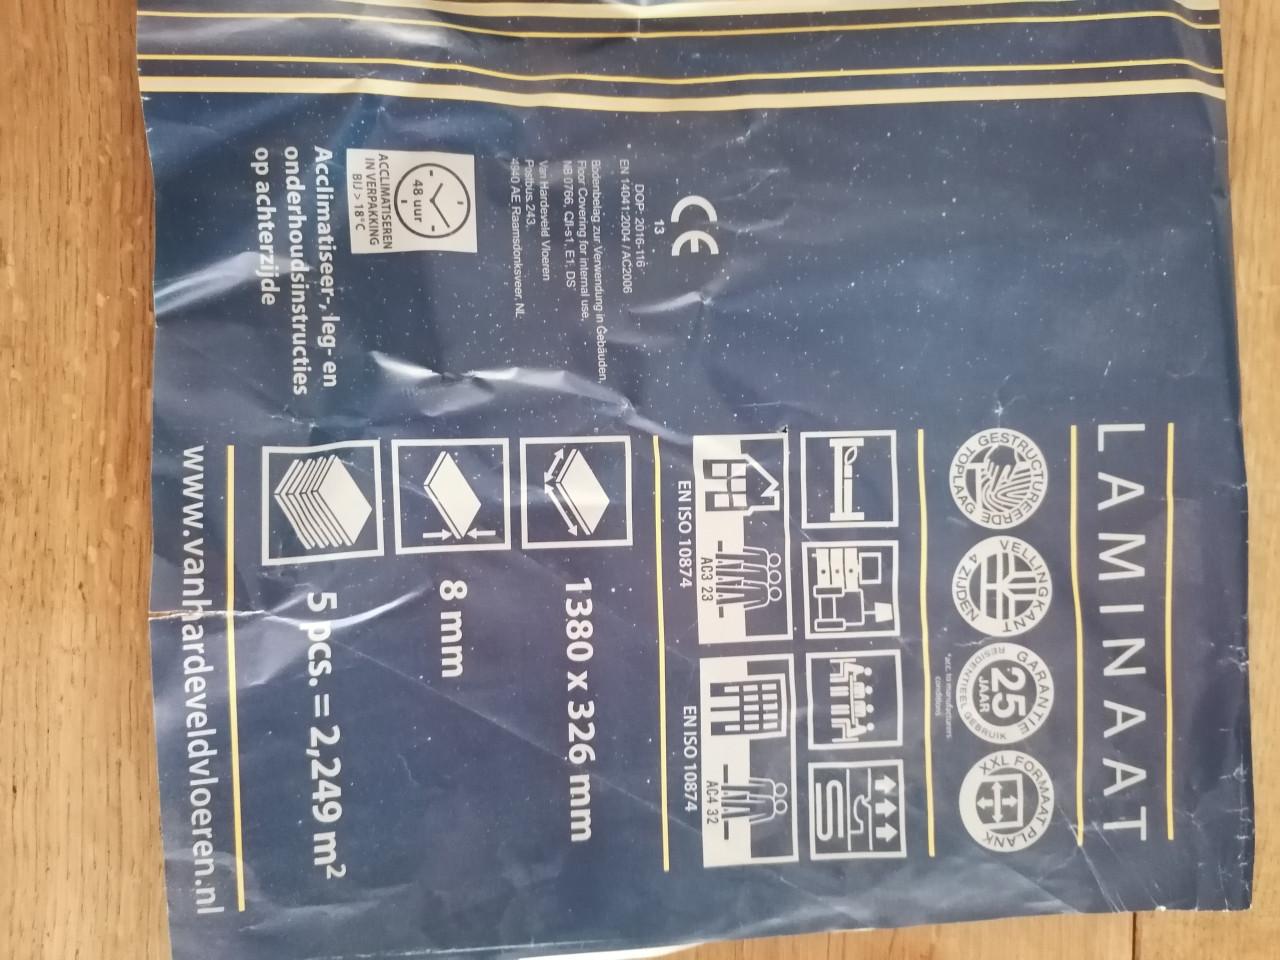 LAMINAAT
GESTRUCTUREERDE TOPLAAG
VELLINGKANT 4 ZIJDEN
GARANTIE 25 JAAR RESIDENTIEEL GEBRUIK
XXL FORMAAT PLANK
*acc. to manufacturers
conditions
AC3 23
AC4 32
EN ISO 10874
EN ISO 10874
1380 x 326 mm
8 mm
5 pcs. = 2,249 m²
www.vanhardeveldvloeren.nl
CE
13
DOP: 2016-116
EN 14041:2004 / AC2006
Bodenbelag zur Verwendung in Gebäuden,
Floor Covering for internal use,
NB 0766, Cfl-s1, E1, DS
Van Hardeveld Vloeren
Postbus 243,
4940 AE Raamsdonksveer, NL
48 uur
ACCLIMATISEREN
IN VERPAKKING
BIJ > 18°C
Acclimatiseer-, leg- en
onderhoudsinstructies
op achterzijde